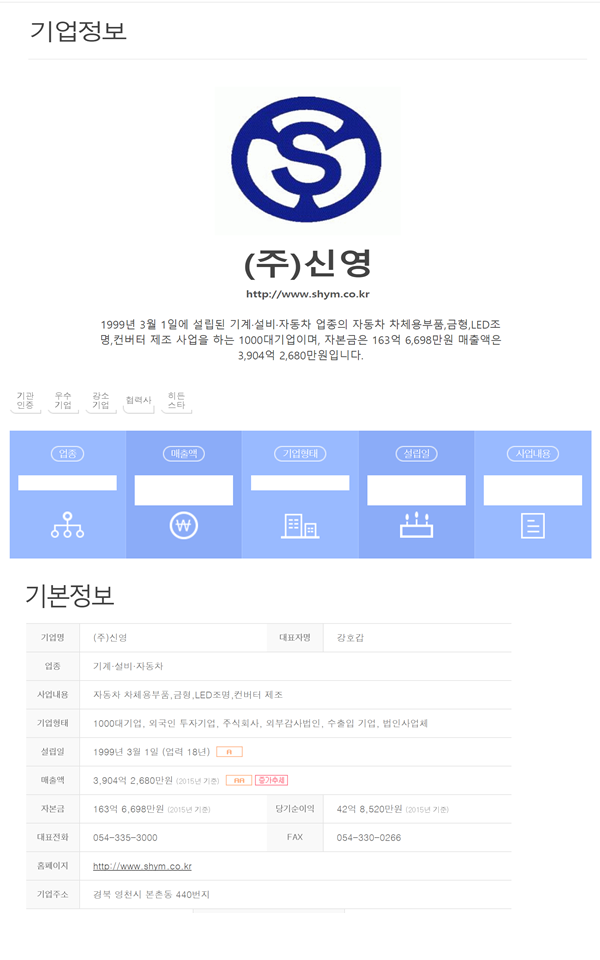 기업정보
S
(주)신영
http://www.shym.co.kr
1999년 3월 1일에 설립된 기계·설비·자동차 업종의 자동차 차체용부품,금형,LED조
명,컨버터 제조 사업을 하는 1000대기업이며, 자본금은 163억 6,698만원 매출액은
3,904억 2,680만원입니다.
기관 우수 강소 협력사 히든
인증 기업 기업 스타
업종 매출액 기업형태 설립일 사업내용
₩
기본정보
기업명 (주)신영 대표자명 강호갑
업종 기계·설비·자동차
사업내용 자동차 차체용부품,금형,LED조명,컨버터 제조
기업형태 1000대기업, 외국인 투자기업, 주식회사, 외부감사법인, 수출입 기업, 법인사업체
설립일 1999년 3월 1일 (업력 18년) A
매출액 3,904억 2,680만원 (2015년 기준) AA 증가추세
자본금 163억 6,698만원 (2015년 기준) 당기순이익 42억 8,520만원 (2015년 기준)
대표전화 054-335-3000 FAX 054-330-0266
홈페이지 http://www.shym.co.kr
기업주소 경북 영천시 본촌동 440번지